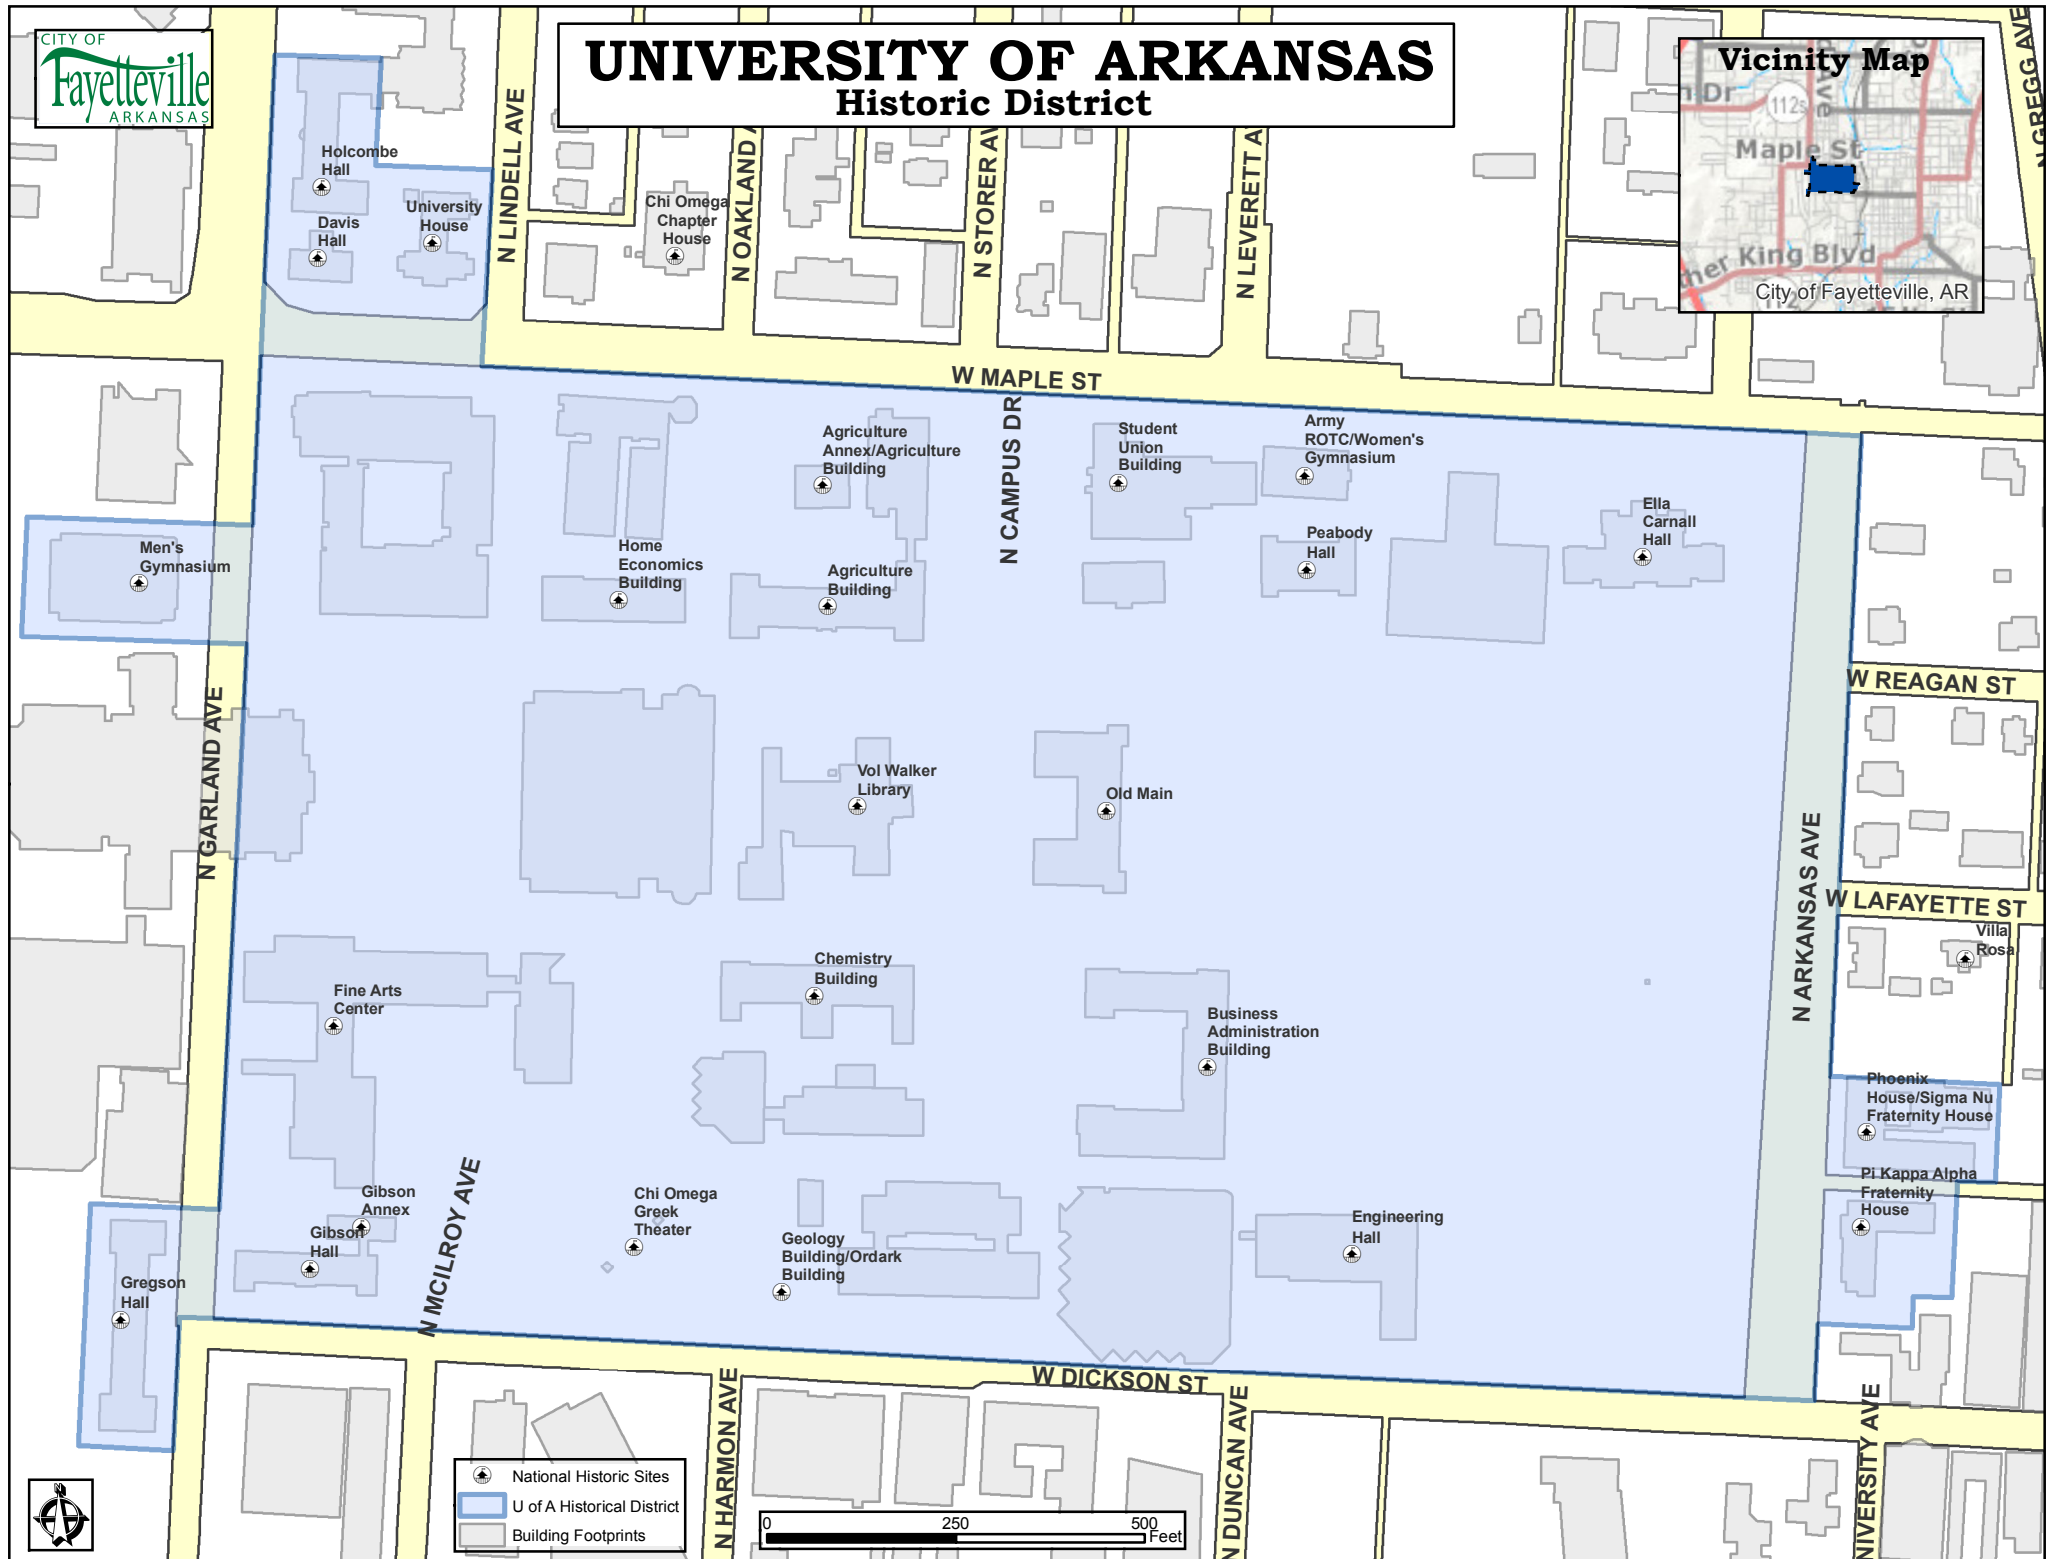 CITY OF
Fayetteville
ARKANSAS
UNIVERSITY OF ARKANSAS
Historic District
Vicinity Map
112s
Maple St
King Blvd
City of Fayetteville, AR
N GREGG AVE
N LINDELL AVE
N OAKLAND A
N STORER AV
N LEVERETT A
Holcombe
Hall
Davis
Hall
University
House
Chi Omega
Chapter
House
W MAPLE ST
N CAMPUS DR
Agriculture
Annex/Agriculture
Building
Student
Union
Building
Army
ROTC/Women's
Gymnasium
Ella
Carnall
Hall
Men's
Gymnasium
Home
Economics
Building
Agriculture
Building
Peabody
Hall
W REAGAN ST
N GARLAND AVE
Vol Walker
Library
Old Main
N ARKANSAS AVE
W LAFAYETTE ST
Villa
Rosa
Fine Arts
Center
Chemistry
Building
Business
Administration
Building
Phoenix
House/Sigma Nu
Fraternity House
Pi Kappa Alpha
Fraternity
House
Gibson
Annex
Gibson
Hall
N MCILROY AVE
Chi Omega
Greek
Theater
Geology
Building/Ordark
Building
Engineering
Hall
Gregson
Hall
W DICKSON ST
N HARMON AVE
N DUNCAN AVE
NIVERSITY AVE
N
National Historic Sites
U of A Historical District
Building Footprints
0 250 500
Feet